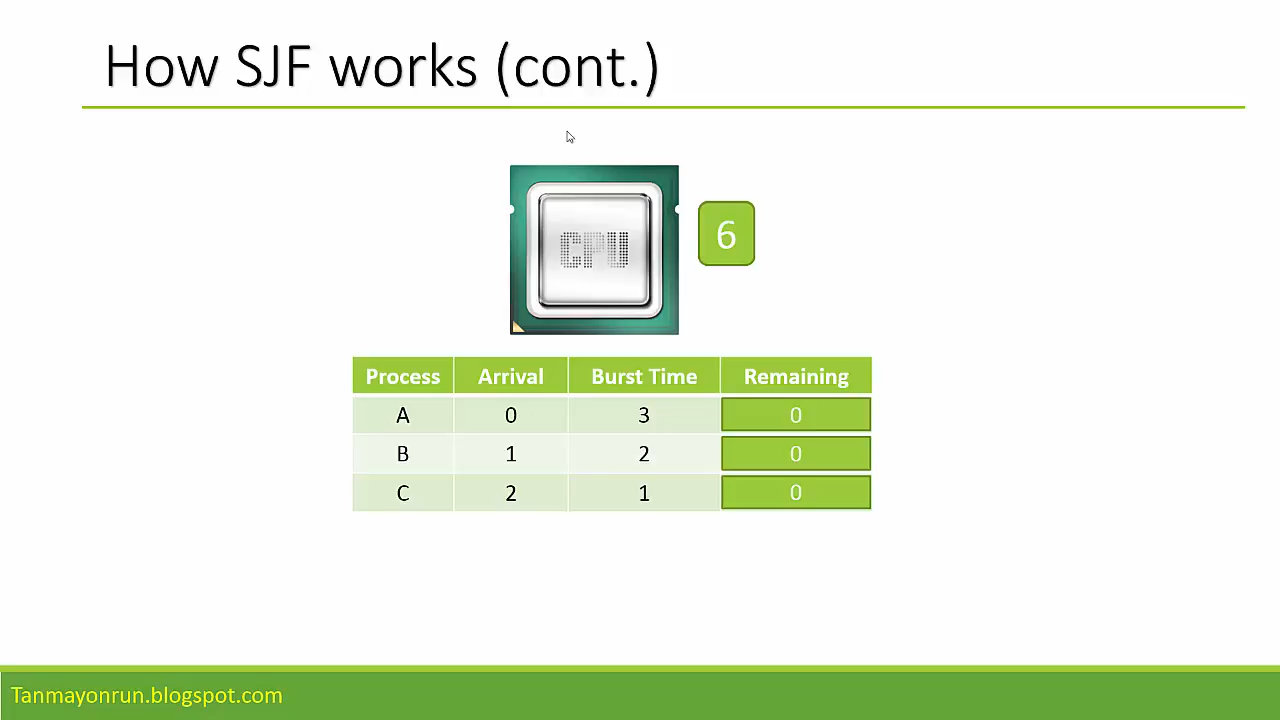 How SJF works (cont.)
CPU
6
Process Arrival Burst Time Remaining
A 0 3 0
B 1 2 0
C 2 1 0
Tanmayonrun.blogspot.com